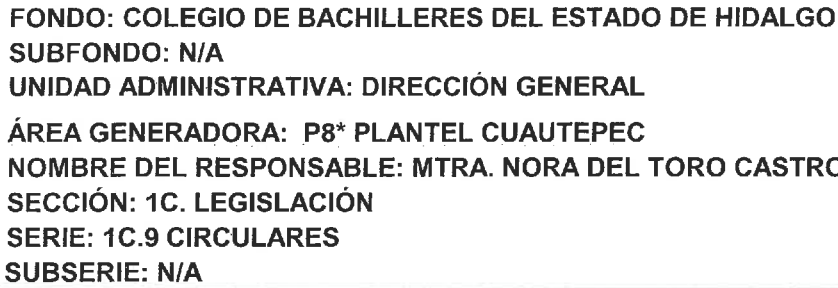 FONDO: COLEGIO DE BACHILLERES DEL ESTADO DE HIDALGO
SUBFONDO: N/A
UNIDAD ADMINISTRATIVA: DIRECCIÓN GENERAL
ÁREA GENERADORA: P8* PLANTEL CUAUTEPEC
NOMBRE DEL RESPONSABLE: MTRA. NORA DEL TORO CASTRO
SECCIÓN: 1C. LEGISLACIÓN
SERIE: 1C.9 CIRCULARES
SUBSERIE: N/A